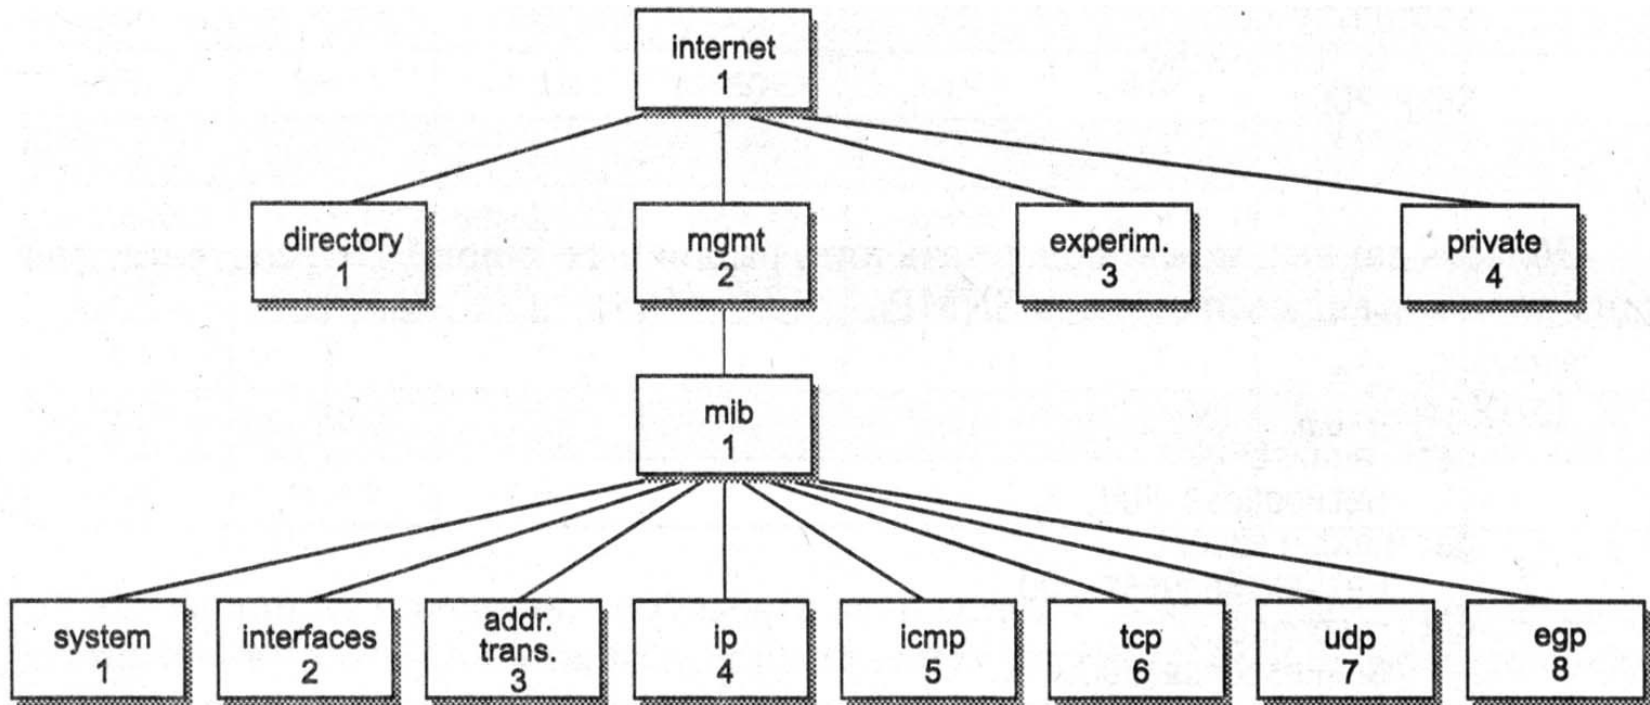 internet
1
directory
1
mgmt
2
experim.
3
private
4
mib
1
system
1
interfaces
2
addr.
trans.
3
ip
4
icmp
5
tcp
6
udp
7
egp
8